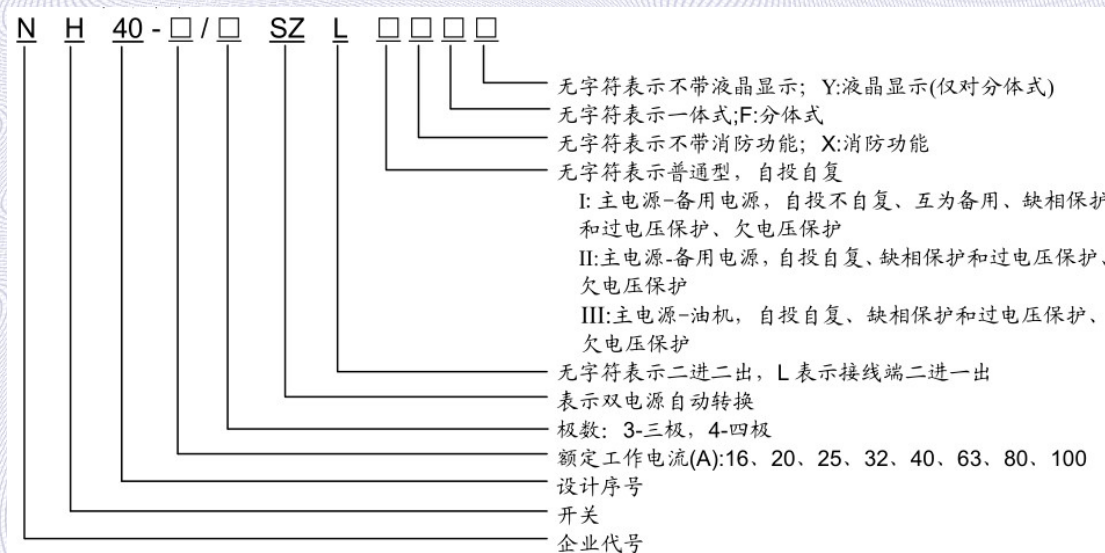 N H 40-□/□ SZ L □□□□
无字符表示不带液晶显示；Y:液晶显示(仅对分体式)
无字符表示一体式;F:分体式
无字符表示不带消防功能；X:消防功能
无字符表示普通型，自投自复
I: 主电源-备用电源，自投不自复、互为备用、缺相保护
和过电压保护、欠电压保护
II:主电源-备用电源，自投自复、缺相保护和过电压保护、
欠电压保护
III:主电源-油机，自投自复、缺相保护和过电压保护、
欠电压保护
无字符表示二进二出，L 表示接线端二进一出
表示双电源自动转换
极数：3-三极，4-四极
额定工作电流(A):16、20、25、32、40、63、80、100
设计序号
开关
企业代号